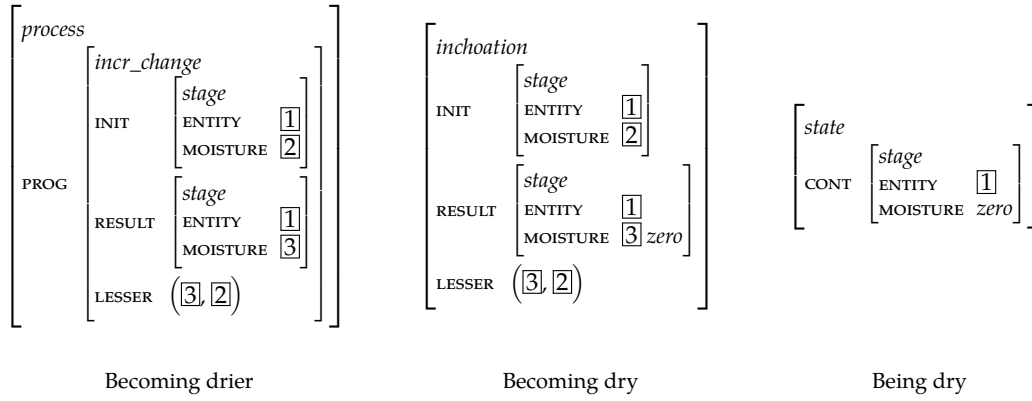 process
PROG
incr_change
INIT
stage
ENTITY 1
MOISTURE 2
RESULT
stage
ENTITY 1
MOISTURE 3
LESSER (3, 2)
Becoming drier
inchoation
INIT
stage
ENTITY 1
MOISTURE 2
RESULT
stage
ENTITY 1
MOISTURE 3 zero
LESSER (3, 2)
Becoming dry
state
CONT
stage
ENTITY 1
MOISTURE zero
Being dry